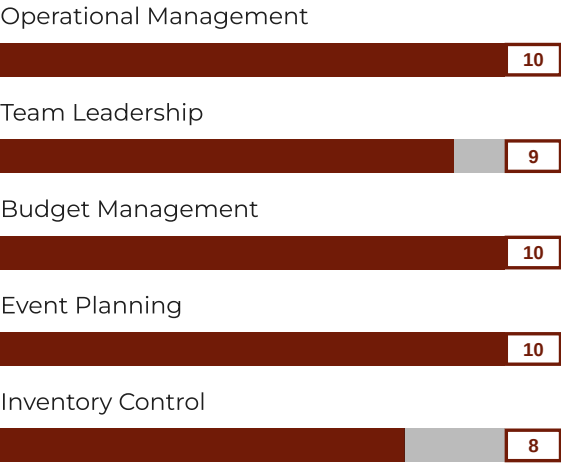 Operational Management
10
Team Leadership
9
Budget Management
10
Event Planning
10
Inventory Control
8